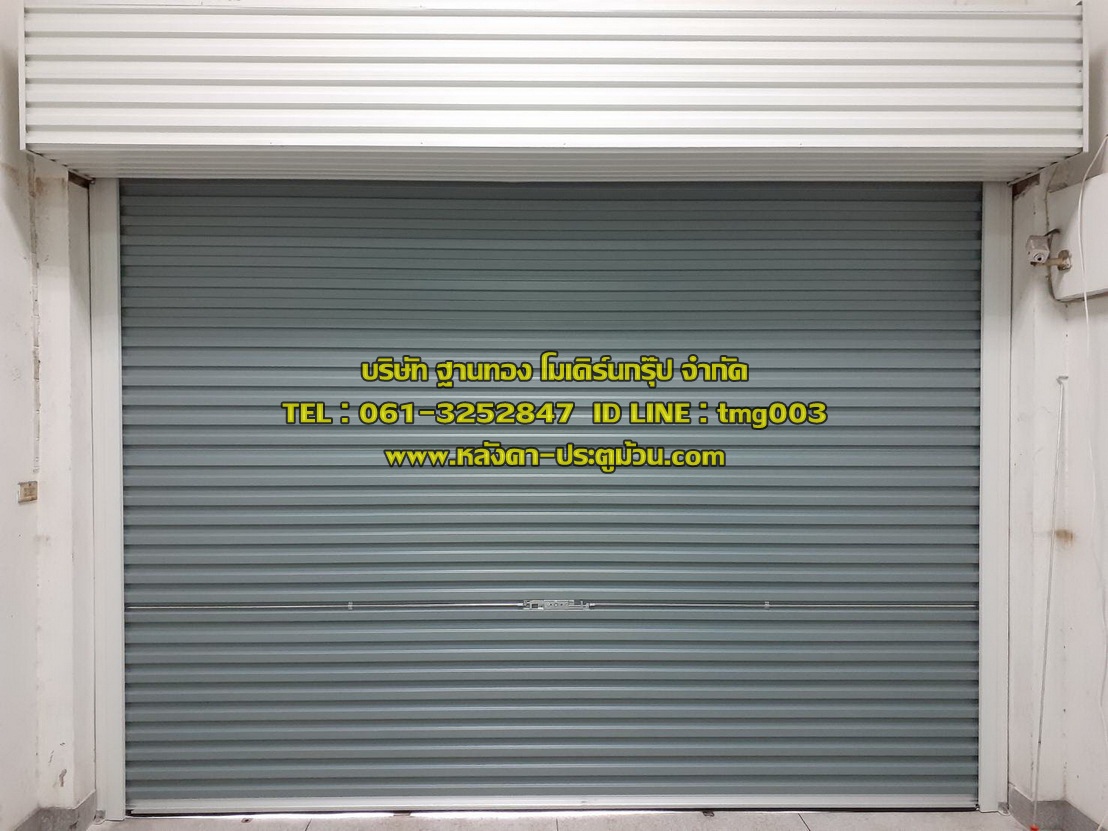 บริษัท ฐานทอง โมเดิร์นกรุ๊ป จำกัด
TEL : 061-3252847 ID LINE : tmg003
www.หลังคา-ประตูม้วน.com